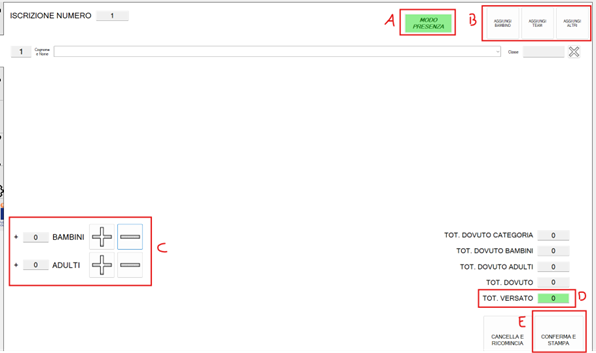 ISCRIZIONE NUMERO 1
A
MODO
PRESENZA
B
AGGIUNGI
BAMBINO
AGGIUNGI
TEAM
AGGIUNGI
ALTRI
1
Cognome
e Nome
Classe
+ 0 BAMBINI
+ 0 ADULTI
C
TOT. DOVUTO CATEGORIA 0
TOT. DOVUTO BAMBINI 0
TOT. DOVUTO ADULTI 0
TOT. DOVUTO 0
TOT. VERSATO 0
D
E
CANCELLA E
RICOMINCIA
CONFERMA E
STAMPA